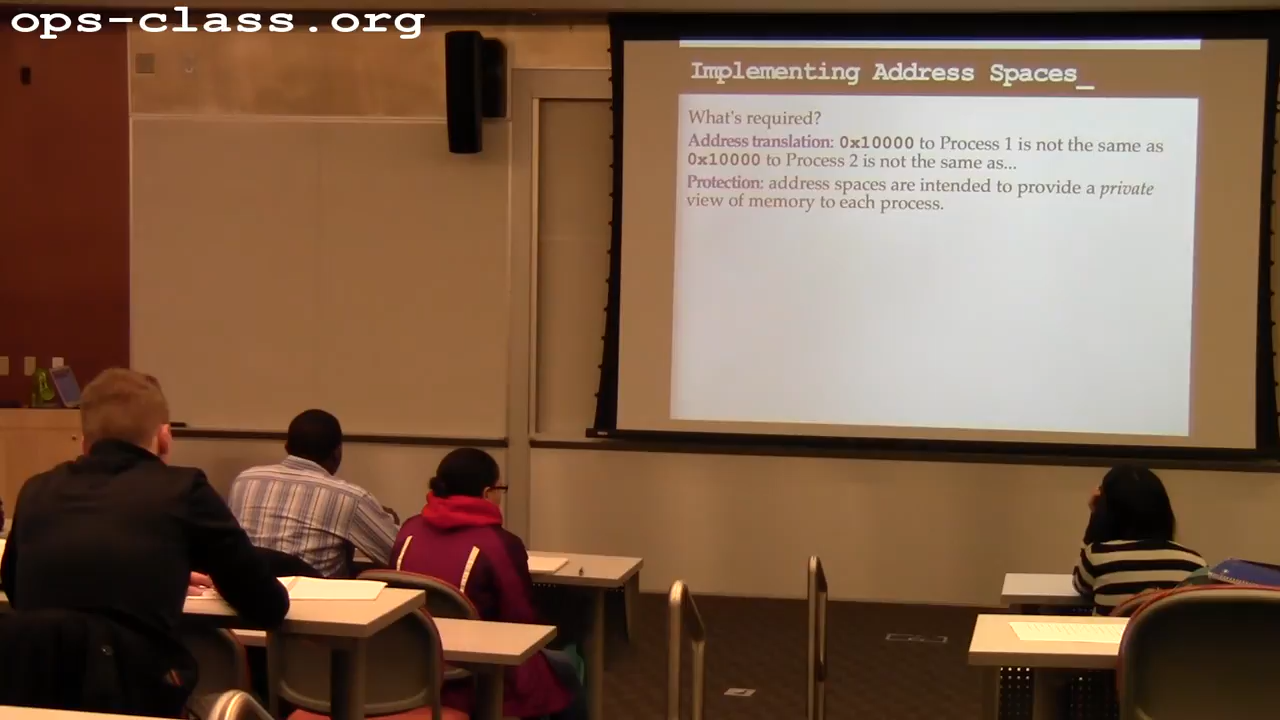 ops-class.org
Implementing Address Spaces_
What's required?
Address translation: 0x10000 to Process 1 is not the same as
0x10000 to Process 2 is not the same as...
Protection: address spaces are intended to provide a private
view of memory to each process.